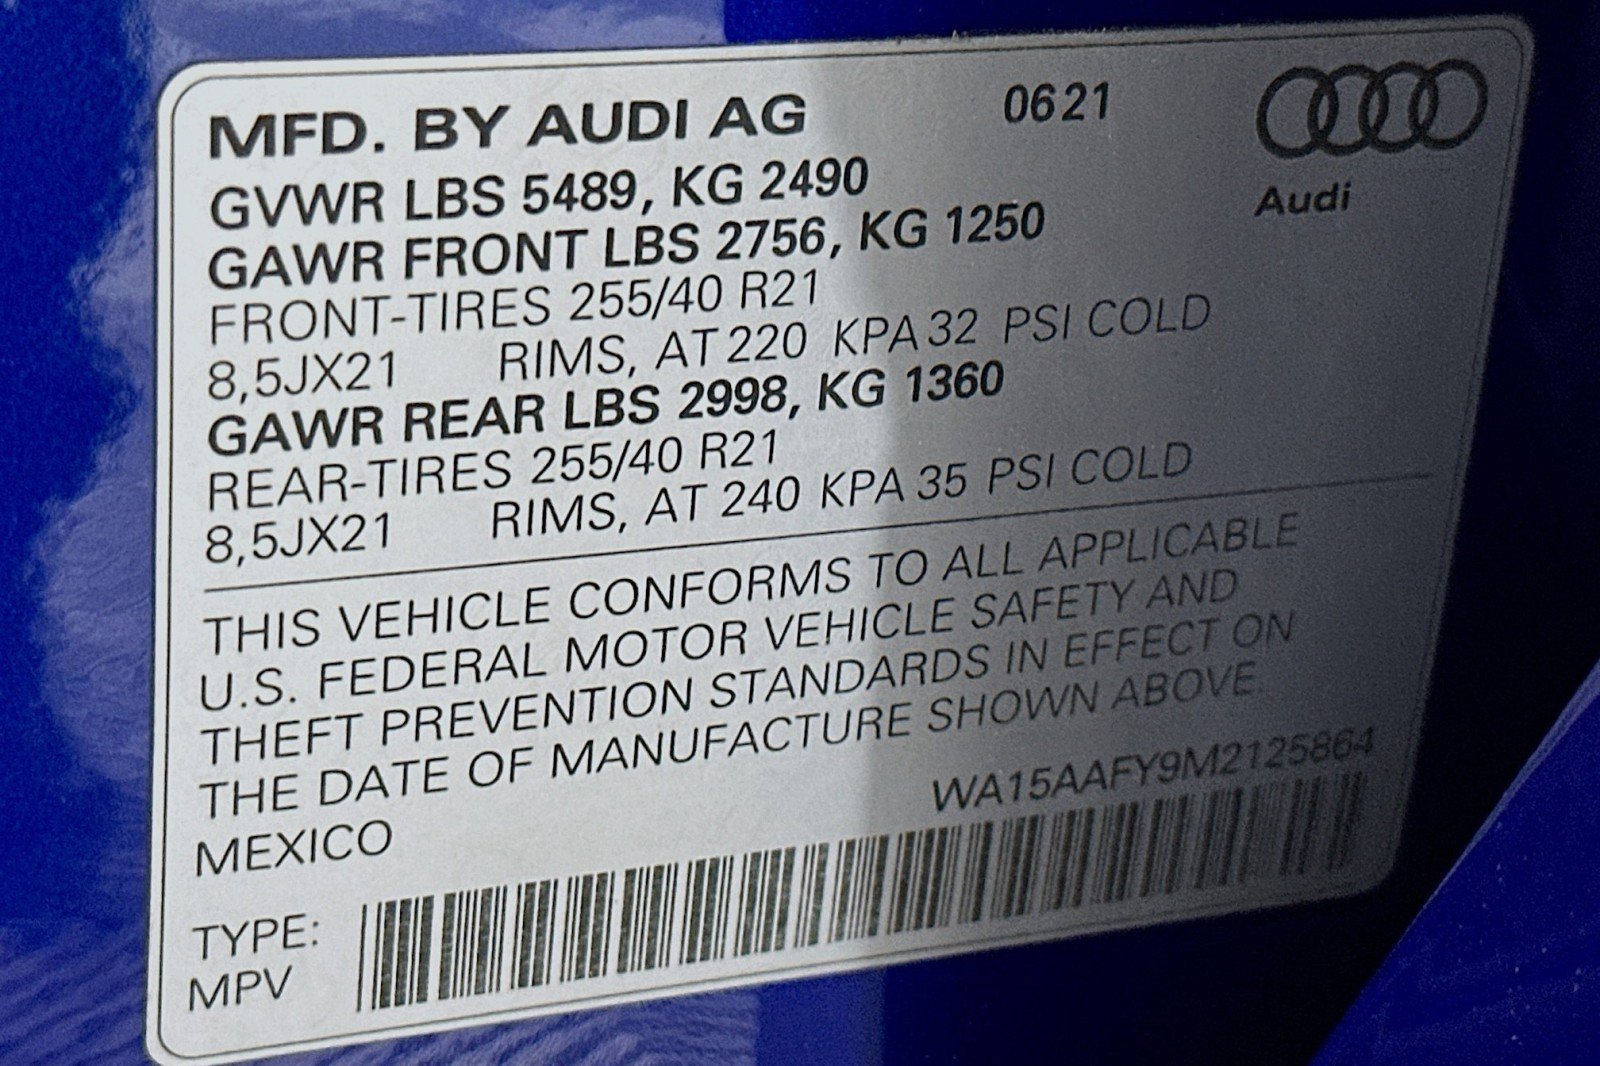 MFD. BY AUDI AG 0621
Audi
GVWR LBS 5489, KG 2490
GAWR FRONT LBS 2756, KG 1250
FRONT-TIRES 255/40 R21
8,5JX21 RIMS, AT 220 KPA 32 PSI COLD
GAWR REAR LBS 2998, KG 1360
REAR-TIRES 255/40 R21
8,5JX21 RIMS, AT 240 KPA 35 PSI COLD
THIS VEHICLE CONFORMS TO ALL APPLICABLE
U.S. FEDERAL MOTOR VEHICLE SAFETY AND
THEFT PREVENTION STANDARDS IN EFFECT ON
THE DATE OF MANUFACTURE SHOWN ABOVE.
MEXICO
WA15AAFY9M2125864
TYPE:
MPV